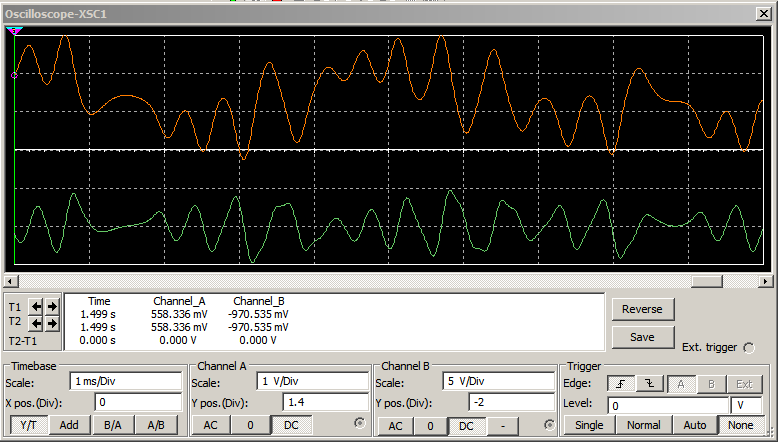 Oscilloscope-XSC1
T1
T2
T2-T1
Time Channel_A Channel_B
1.499 s 558.336 mV -970.535 mV
1.499 s 558.336 mV -970.535 mV
0.000 s 0.000 V 0.000 V
Reverse
Save
Ext. trigger
Timebase
Scale: 1 ms/Div
X pos.(Div): 0
Y/T Add B/A A/B
Channel A
Scale: 1 V/Div
Y pos.(Div): 1.4
AC 0 DC
Channel B
Scale: 5 V/Div
Y pos.(Div): -2
AC 0 DC -
Trigger
Edge: A B Ext
Level: 0 V
Single Normal Auto None